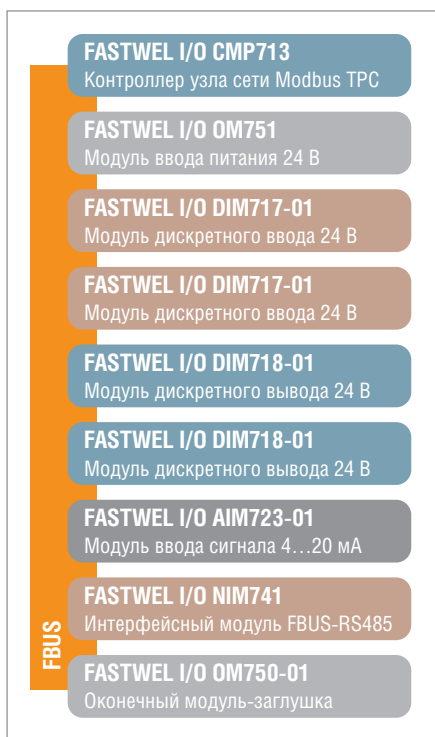 FASTWEL I/O CMP713
Контроллер узла сети Modbus TPC
FASTWEL I/O OM751
Модуль ввода питания 24 В
FASTWEL I/O DIM717-01
Модуль дискретного ввода 24 В
FASTWEL I/O DIM717-01
Модуль дискретного ввода 24 В
FASTWEL I/O DIM718-01
Модуль дискретного вывода 24 В
FASTWEL I/O DIM718-01
Модуль дискретного вывода 24 В
FASTWEL I/O AIM723-01
Модуль ввода сигнала 4…20 мА
FASTWEL I/O NIM741
Интерфейсный модуль FBUS-RS485
FASTWEL I/O OM750-01
Оконечный модуль-заглушка
FBUS